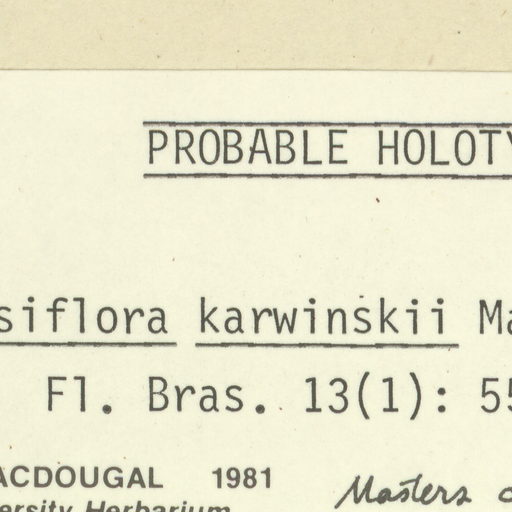 PROBABLE HOLOTY
siflora karwinskii Ma
Fl. Bras. 13(1): 55
ACDOUGAL 1981
ersity Herbarium
Masters